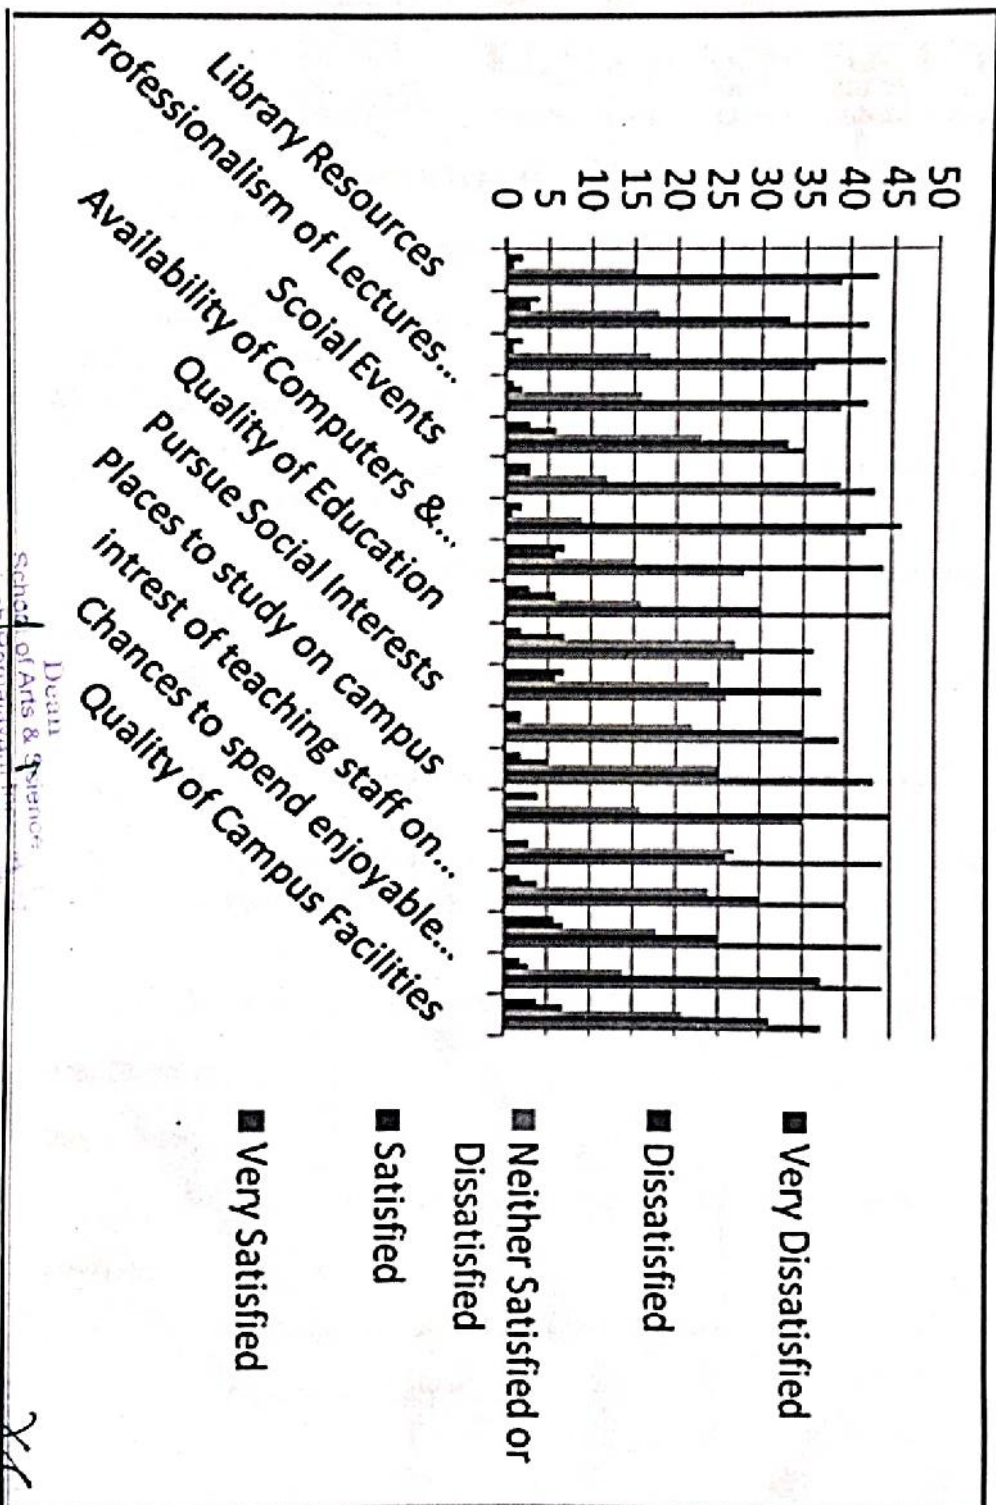 50
45
40
35
30
25
20
15
10
5
0
Library Resources
Professionalism of Lectures...
Scoial Events
Availability of Computers &...
Quality of Education
Pursue Social Interests
Places to study on campus
intrest of teaching staff on...
Chances to spend enjoyable...
Quality of Campus Facilities
Very Dissatisfied
Dissatisfied
Neither Satisfied or
Dissatisfied
Satisfied
Very Satisfied
Dean
School of Arts & Science